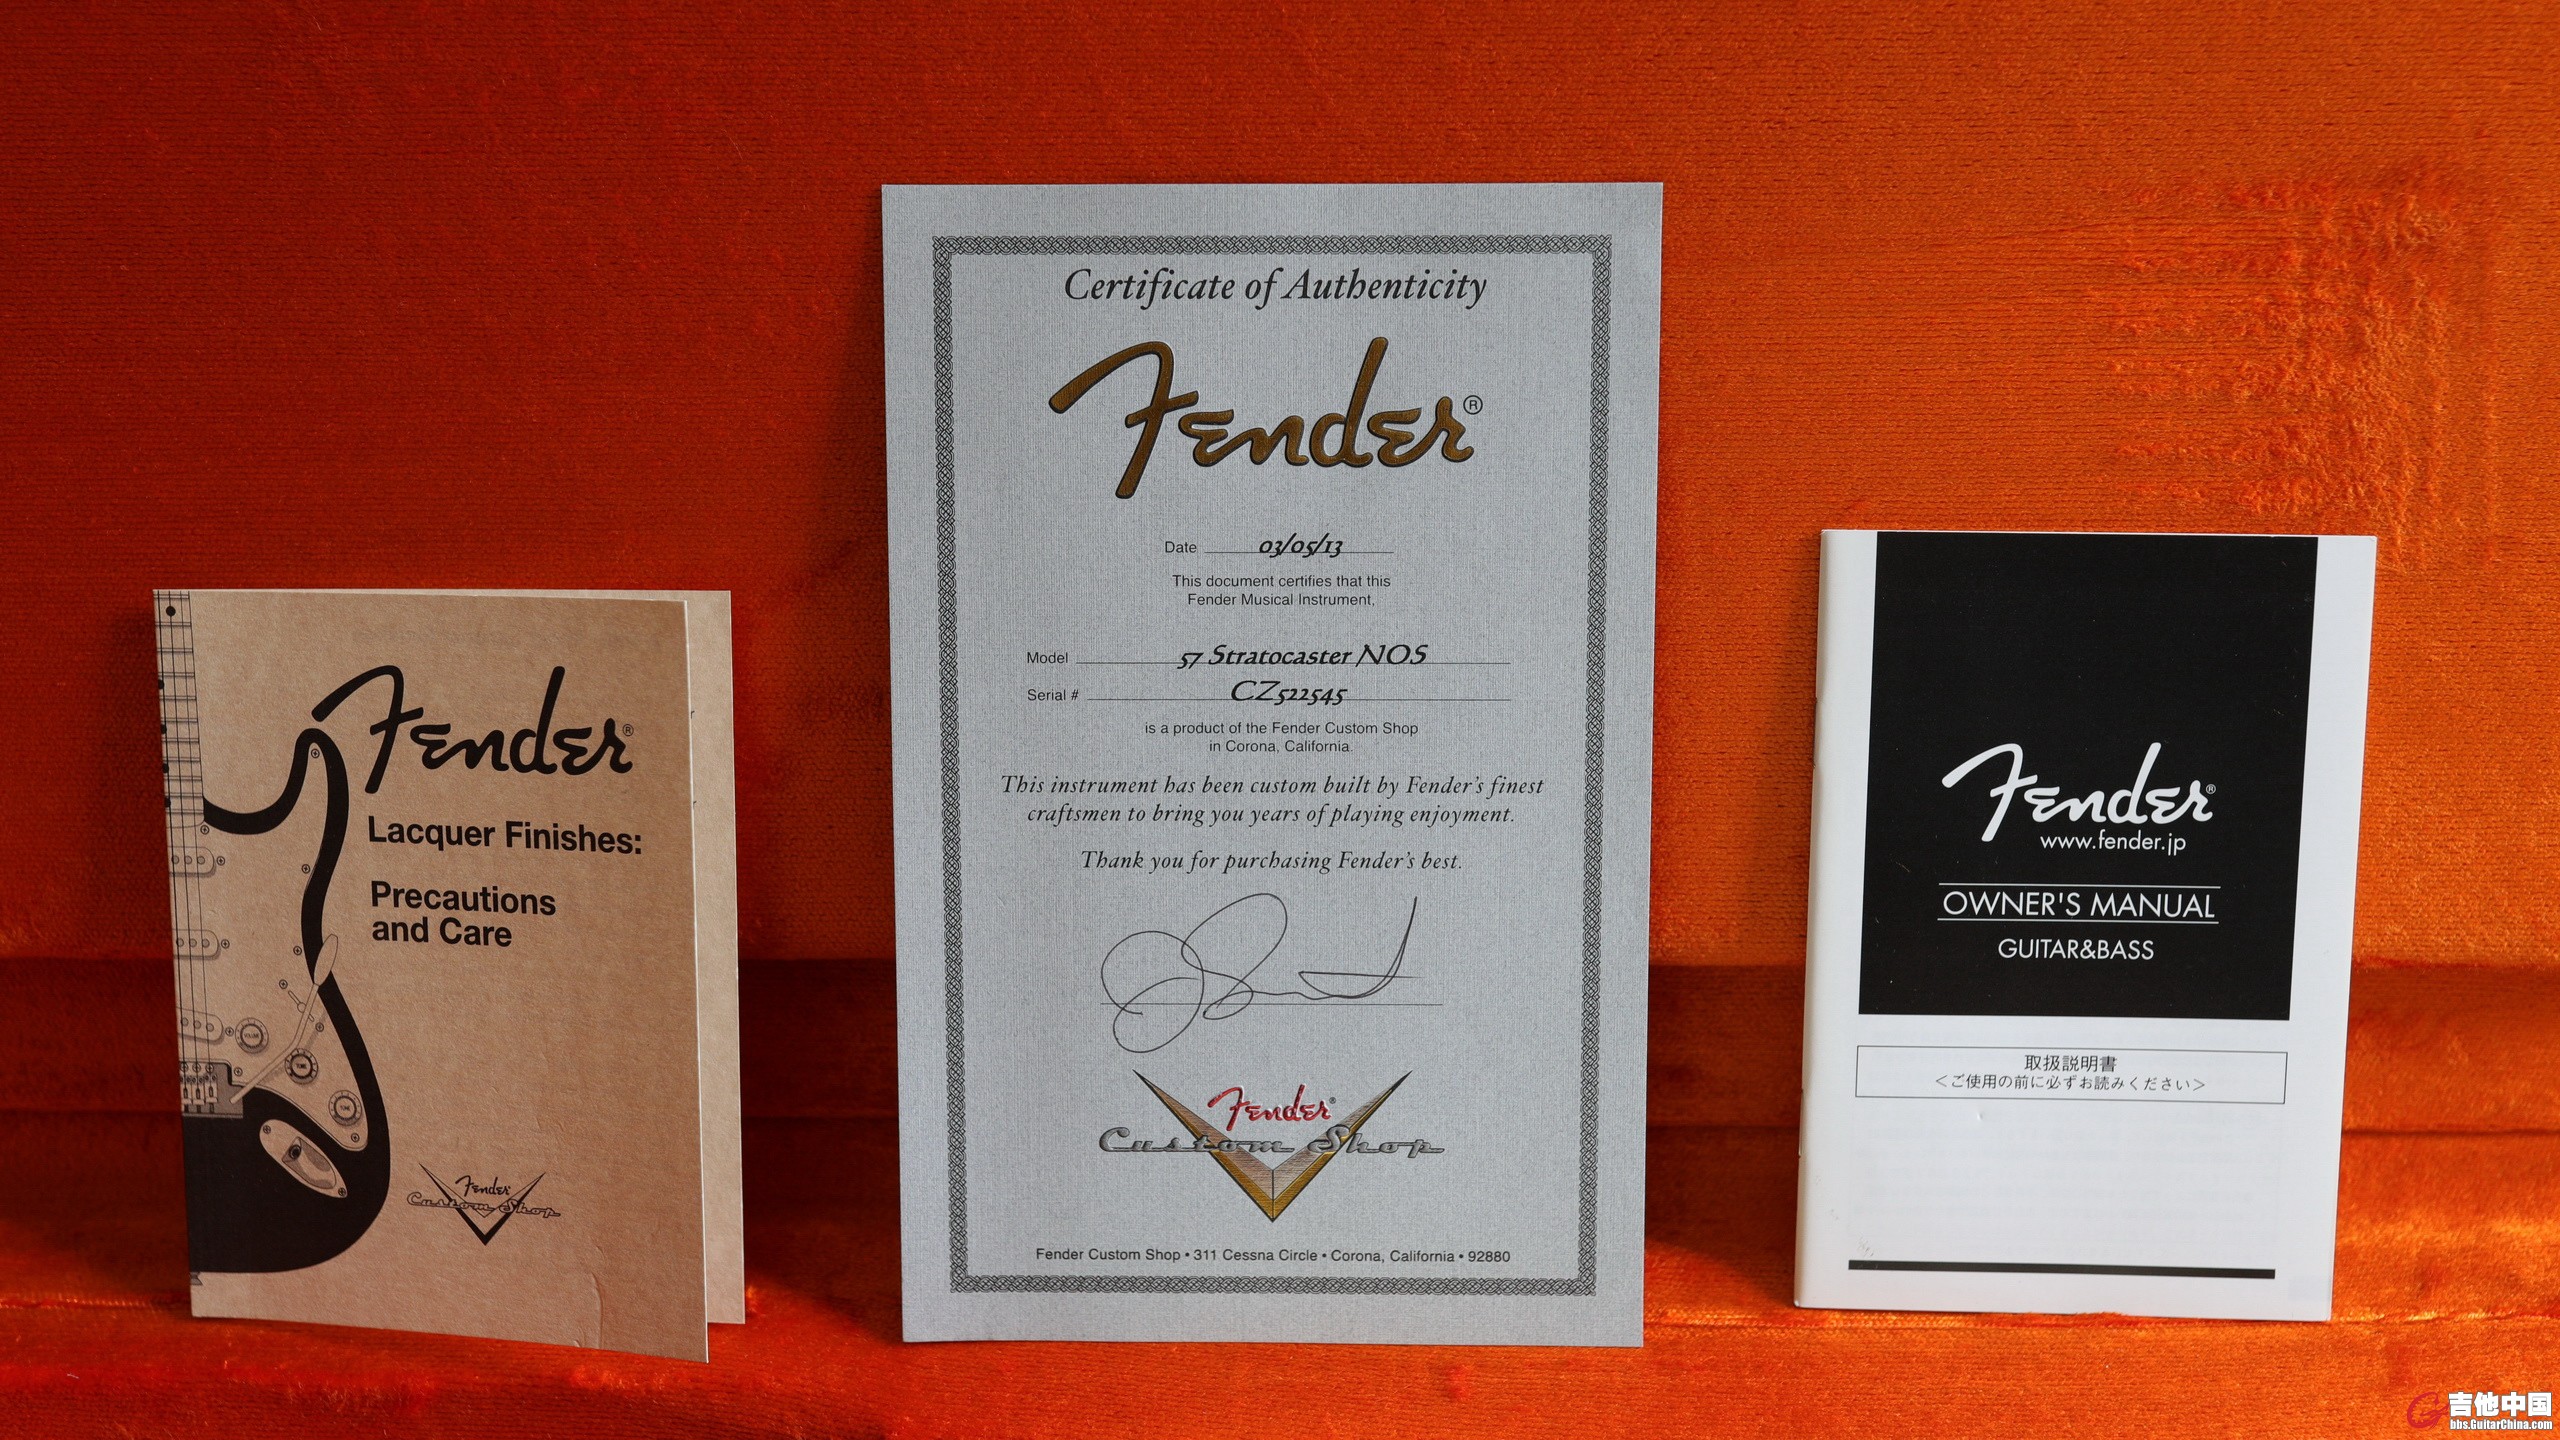 Fender®
Lacquer Finishes:
Precautions
and Care
Fender
Custom Shop
Certificate of Authenticity
Fender®
Date 03/05/13
This document certifies that this
Fender Musical Instrument,
Model 57 Stratocaster NOS
Serial # CZ522545
is a product of the Fender Custom Shop
in Corona, California.
This instrument has been custom built by Fender's finest
craftsmen to bring you years of playing enjoyment.
Thank you for purchasing Fender's best.
Fender®
Custom Shop
Fender Custom Shop • 311 Cessna Circle • Corona, California • 92880
Fender®
www.fender.jp
OWNER'S MANUAL
GUITAR&BASS
取扱説明書
＜ご使用の前に必ずお読みください＞
吉他中国
bbs.GuitarChina.com